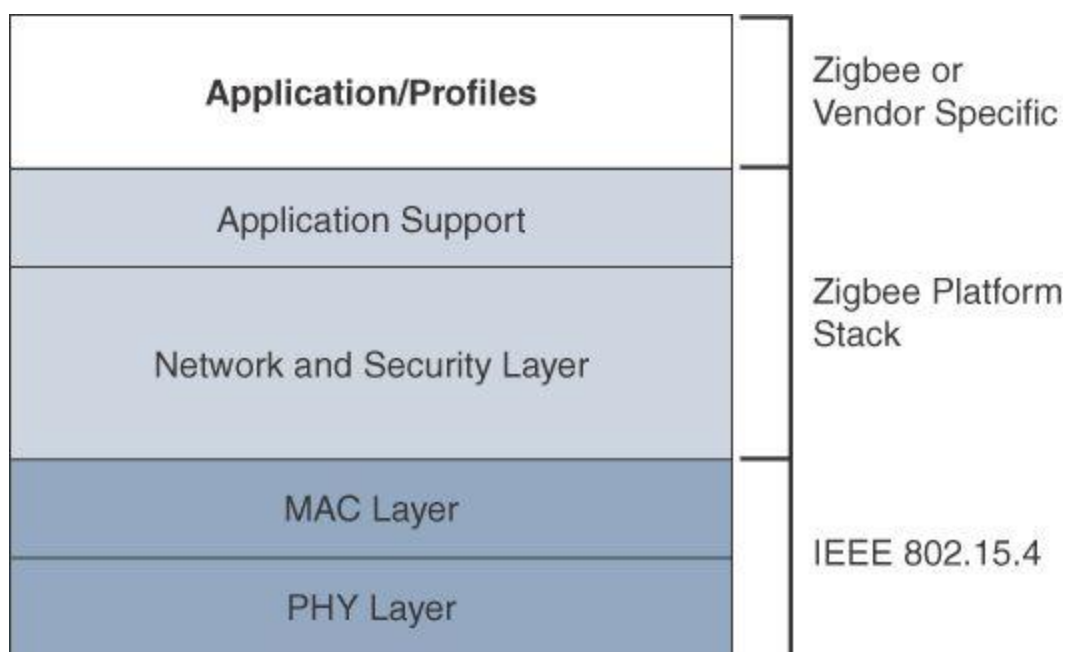 Application/Profiles
Zigbee or
Vendor Specific
Application Support
Network and Security Layer
Zigbee Platform
Stack
MAC Layer
PHY Layer
IEEE 802.15.4